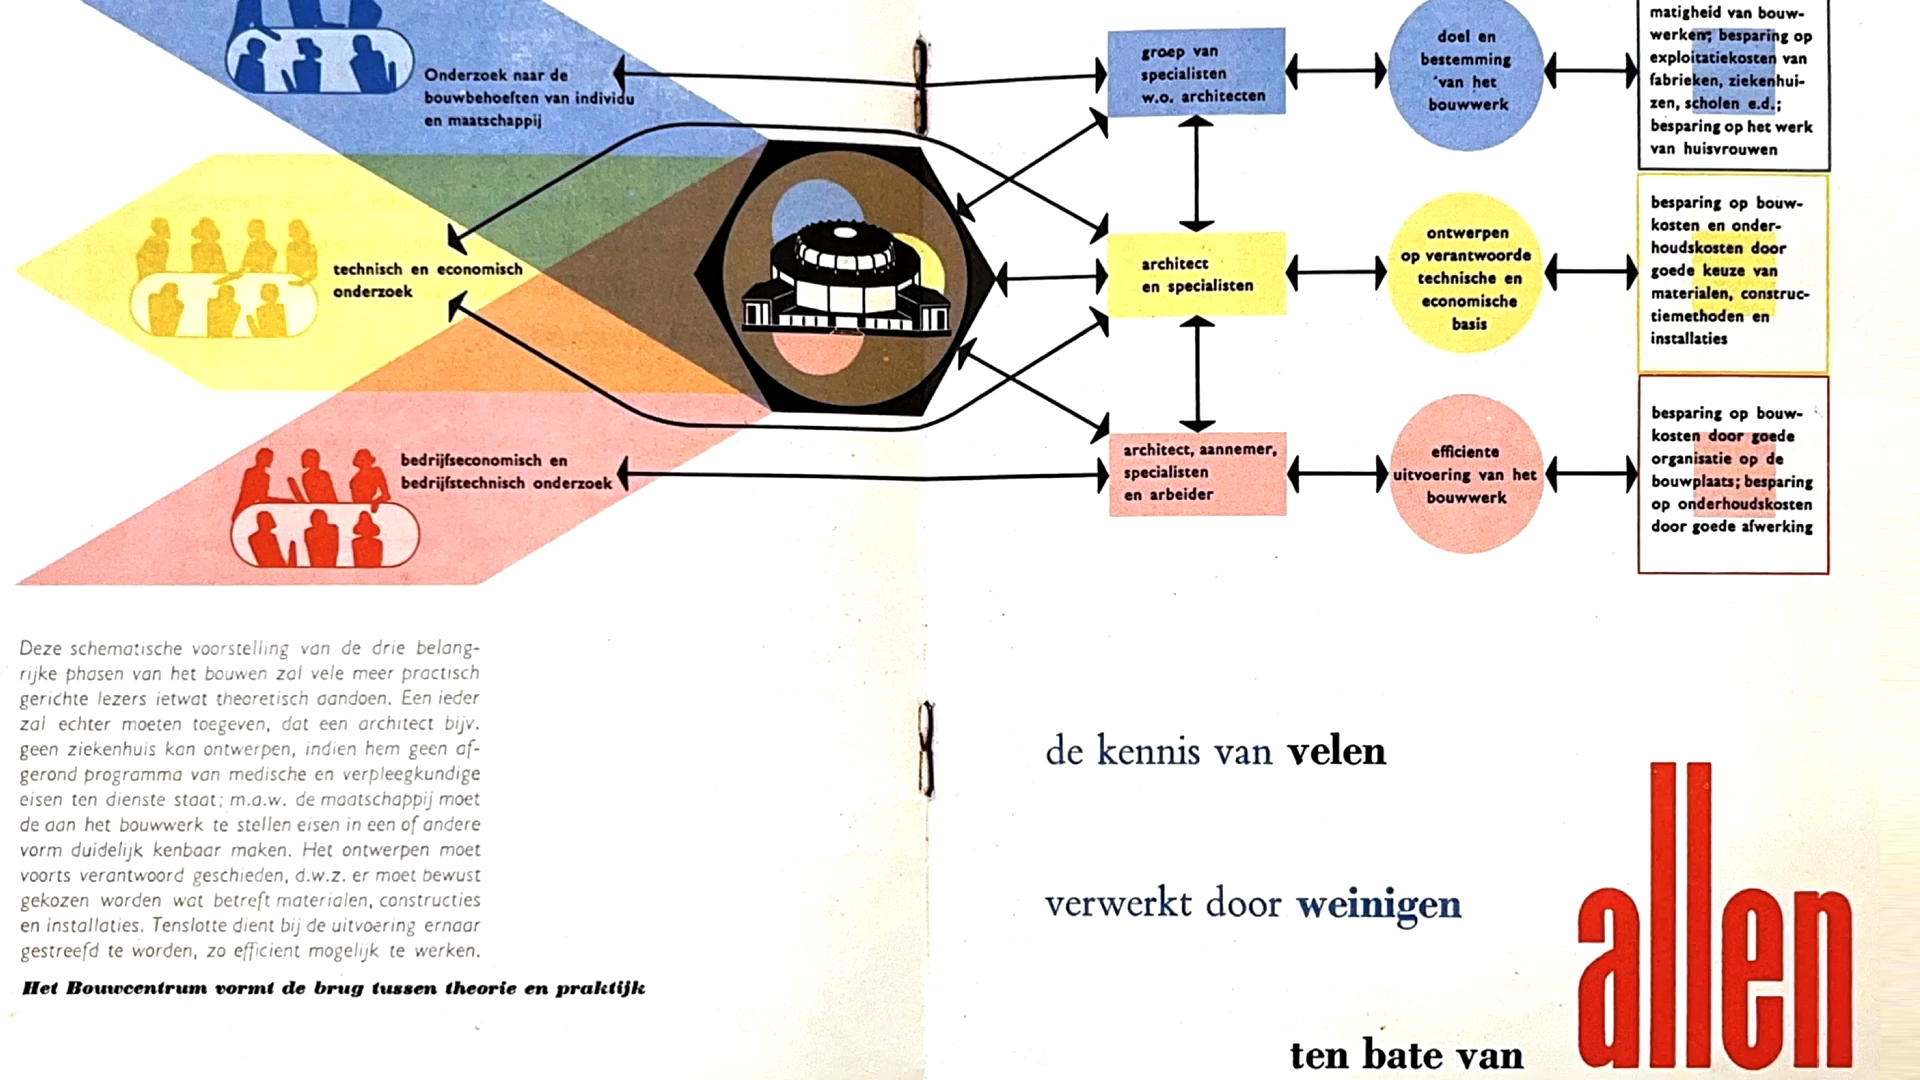 Onderzoek naar de
bouwbehoeften van individu
en maatschappij
groep van
specialisten
w.o. architecten
doel en
bestemming
van het
bouwwerk
matigheid van bouw-
werken; besparing op
exploitatiekosten van
fabrieken, ziekenhui-
zen, scholen e.d.;
besparing op het werk
van huisvrouwen
technisch en economisch
onderzoek
architect
en specialisten
ontwerpen
op verantwoorde
technische en
economische
basis
besparing op bouw-
kosten en onder-
houdskosten door
goede keuze van
materialen, construc-
tiemethoden en
installaties
bedrijfseconomisch en
bedrijfstechnisch onderzoek
architect, aannemer,
specialisten
en arbeider
efficiente
uitvoering van het
bouwwerk
besparing op bouw-
kosten door goede
organisatie op de
bouwplaats; besparing
op onderhoudskosten
door goede afwerking
Deze schematische voorstelling van de drie belang-
rijke phasen van het bouwen zal vele meer practisch
gerichte lezers ietwat theoretisch aandoen. Een ieder
zal echter moeten toegeven, dat een architect bijv.
geen ziekenhuis kan ontwerpen, indien hem geen af-
gerond programma van medische en verpleegkundige
eisen ten dienste staat; m.a.w. de maatschappij moet
de aan het bouwwerk te stellen eisen in een of andere
vorm duidelijk kenbaar maken. Het ontwerpen moet
voorts verantwoord geschieden, d.w.z. er moet bewust
gekozen worden wat betreft materialen, constructies
en installaties. Tenslotte dient bij de uitvoering ernaar
gestreefd te worden, zo efficient mogelijk te werken.
Het Bouwcentrum vormt de brug tussen theorie en praktijk
de kennis van velen
verwerkt door weinigen
ten bate van allen